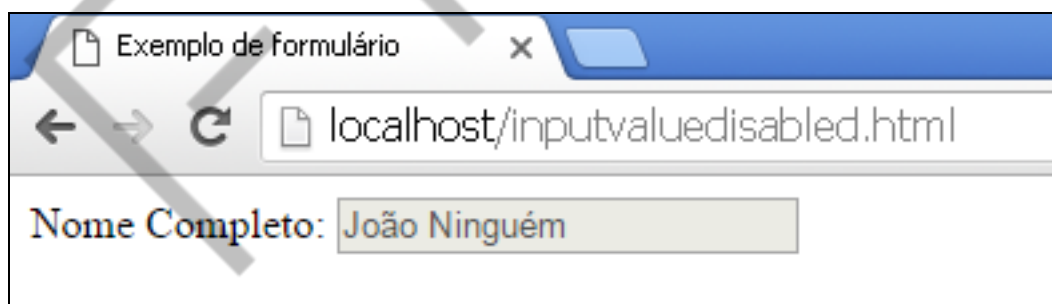 Exemplo de formulário
localhost/inputvaluedisabled.html
Nome Completo: João Ninguém